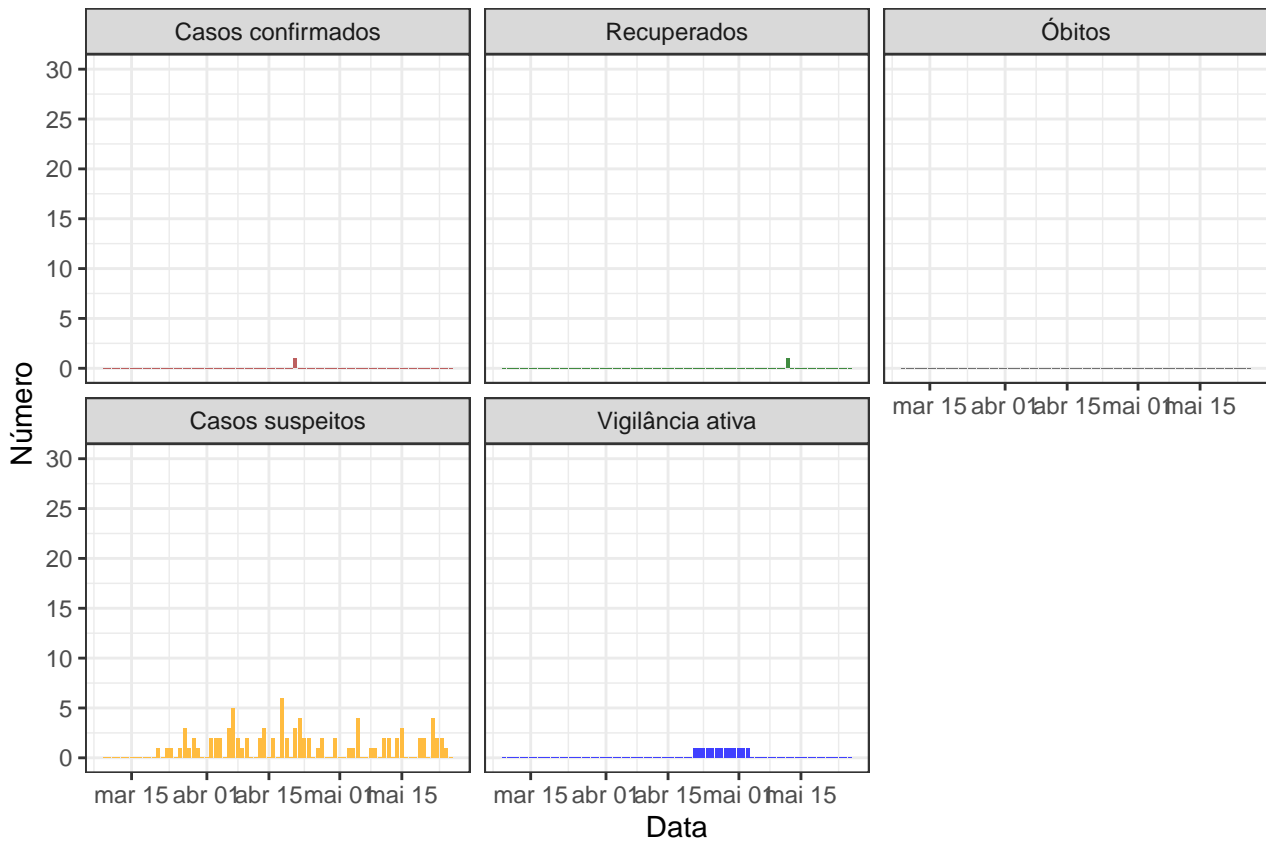 Casos confirmados
Recuperados
Óbitos
30
25
20
15
10
5
0
mar 15 abr 01 abr 15 mai 01 mai 15
Casos suspeitos
Vigilância ativa
30
25
20
15
10
5
0
mar 15 abr 01 abr 15 mai 01 mai 15
mar 15 abr 01 abr 15 mai 01 mai 15
Número
Data